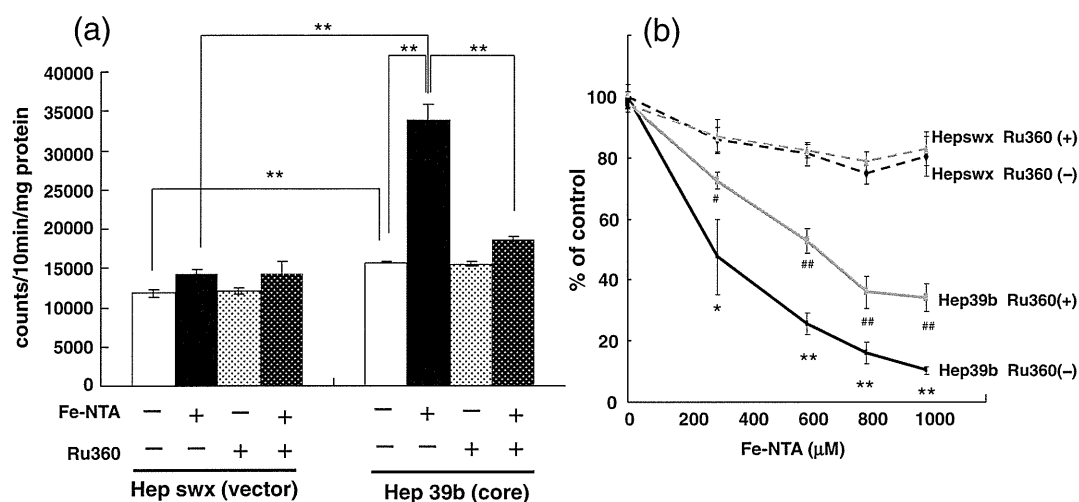 (a)
counts/10min/mg protein
40000
35000
30000
25000
20000
15000
10000
5000
0
**
** **
**
Fe-NTA − + − + − + − +
Ru360 − − + + − − + +
Hep swx (vector) Hep 39b (core)
(b)
% of control
100
80
60
40
20
0
0 200 400 600 800 1000
Fe-NTA (μM)
Hepswx Ru360 (+)
Hepswx Ru360 (−)
Hep39b Ru360(+)
Hep39b Ru360(−)
#
##
##
##
*
**
**
**